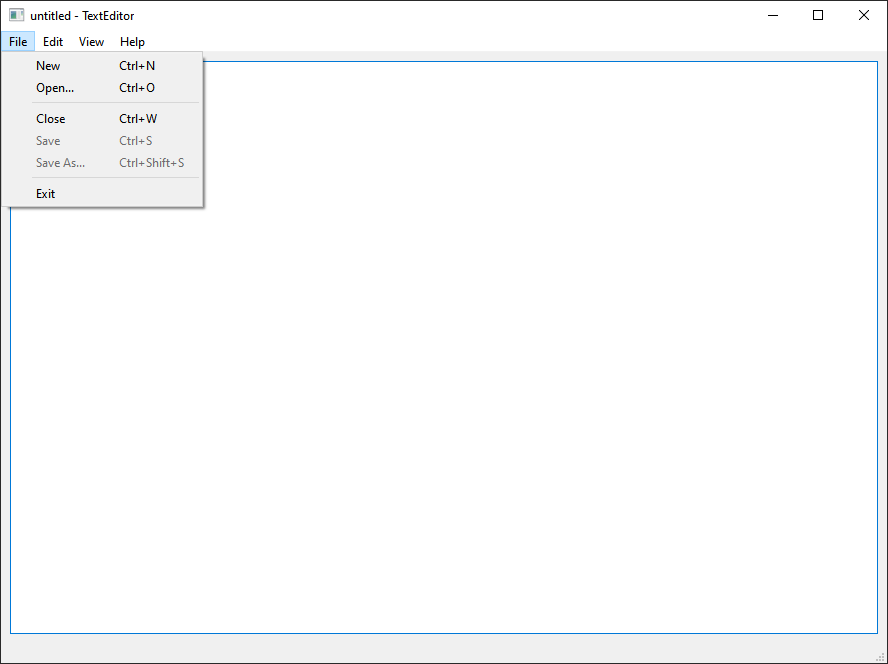 untitled - TextEditor
File Edit View Help
New Ctrl+N
Open... Ctrl+O
Close Ctrl+W
Save Ctrl+S
Save As... Ctrl+Shift+S
Exit